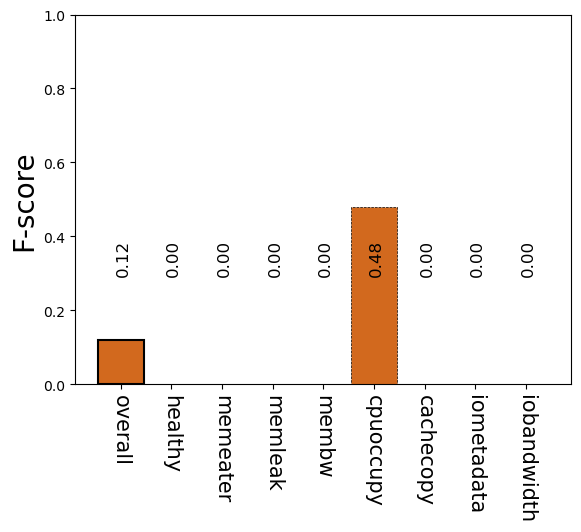 F-score
1.0
0.8
0.6
0.4
0.2
0.0
0.12
0.00
0.00
0.00
0.00
0.48
0.00
0.00
0.00
overall
healthy
memeater
memleak
membw
cpuoccupy
cachecopy
iometadata
iobandwidth